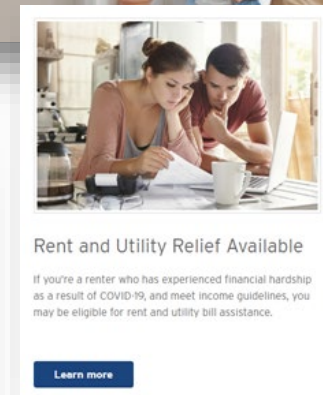 Rent and Utility Relief Available
If you're a renter who has experienced financial hardship
as a result of COVID-19, and meet income guidelines, you
may be eligible for rent and utility bill assistance.
Learn more